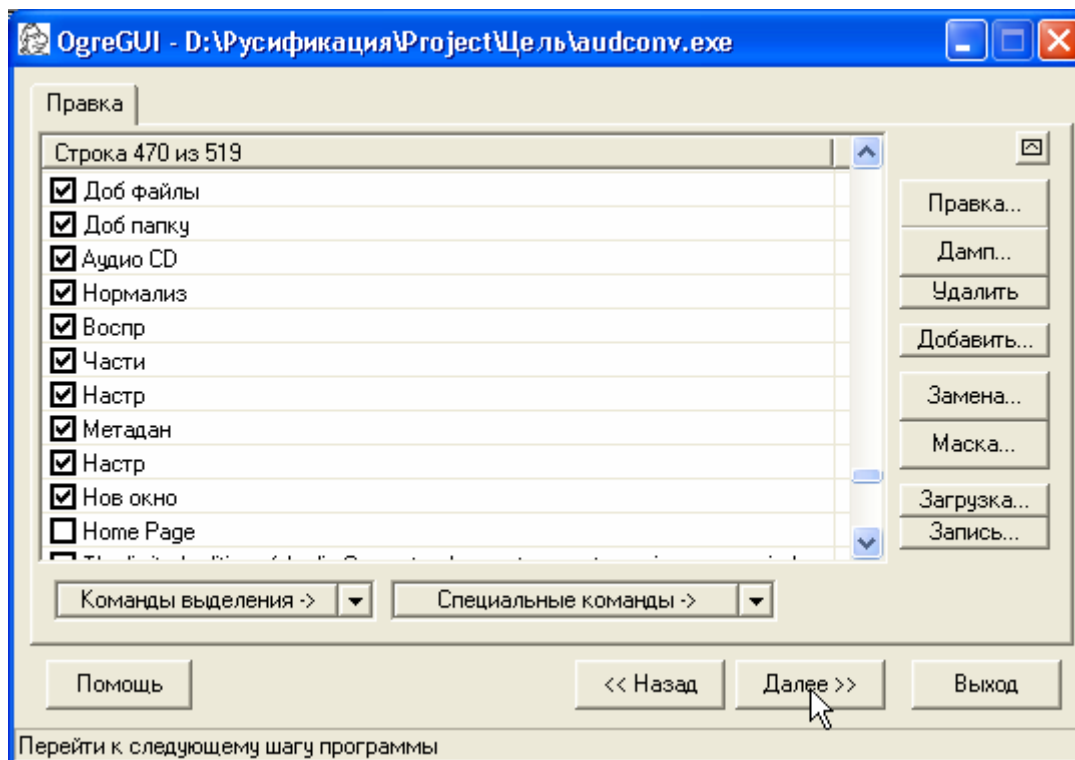 OgreGUI - D:\Русификация\Project\Цель\audconv.exe
Правка
Строка 470 из 519
Доб файлы
Доб папку
Аудио CD
Нормализ
Воспр
Части
Настр
Метадан
Настр
Нов окно
Home Page
Правка...
Дамп...
Удалить
Добавить...
Замена...
Маска...
Загрузка...
Запись...
Команды выделения -> Специальные команды ->
Помощь << Назад Далее >> Выход
Перейти к следующему шагу программы